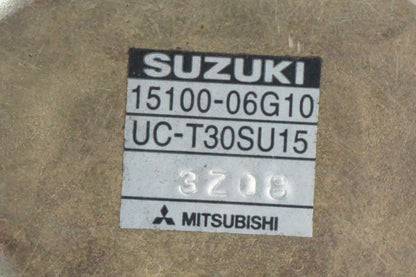 SUZUKI
15100-06G10
UC-T30SU15
3Z08
MITSUBISHI